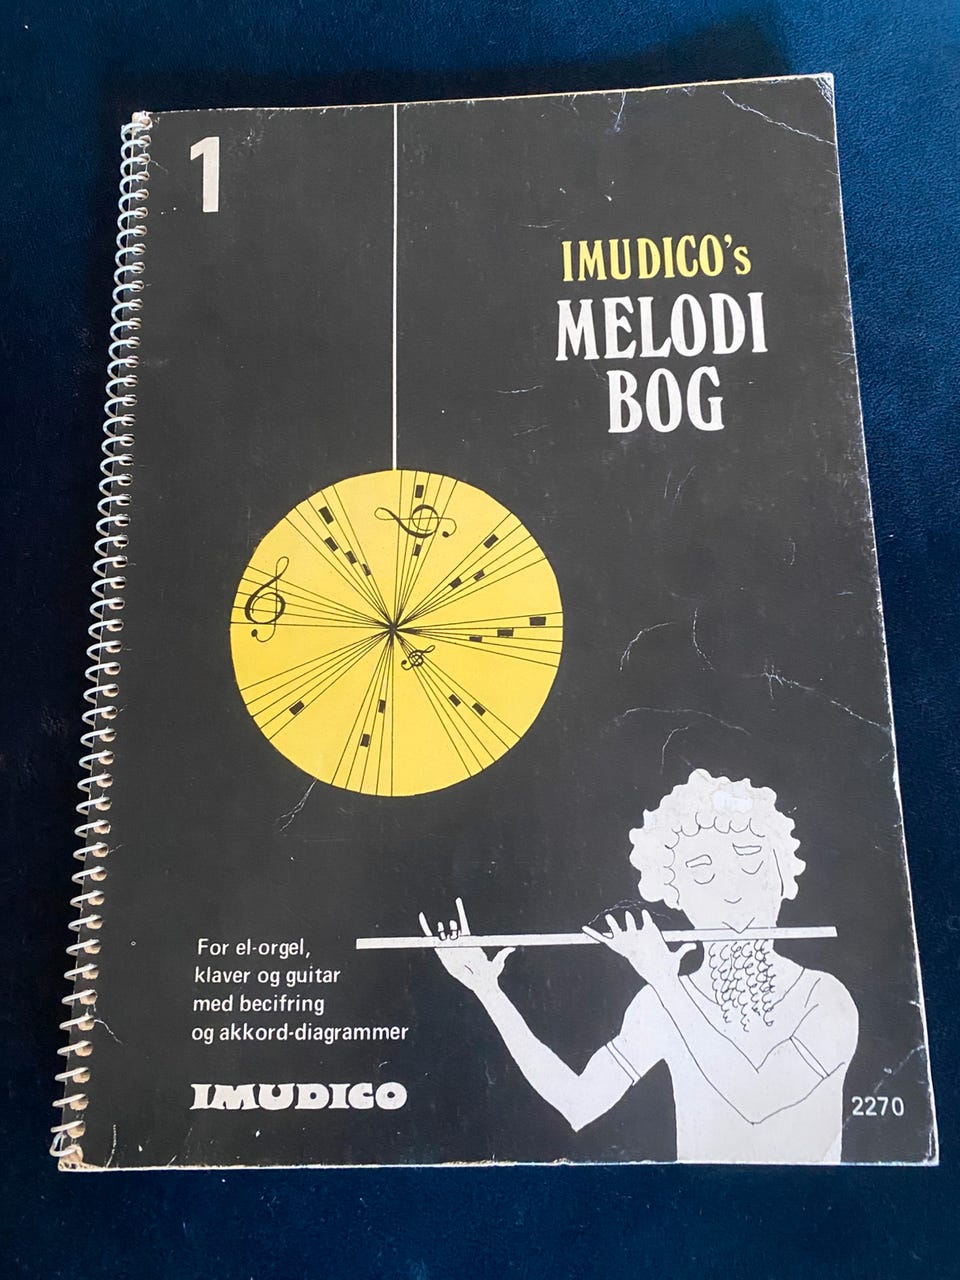 1
IMUDICO's
MELODI
BOG
For el-orgel,
klaver og guitar
med becifring
og akkord-diagrammer
IMUDICO
2270